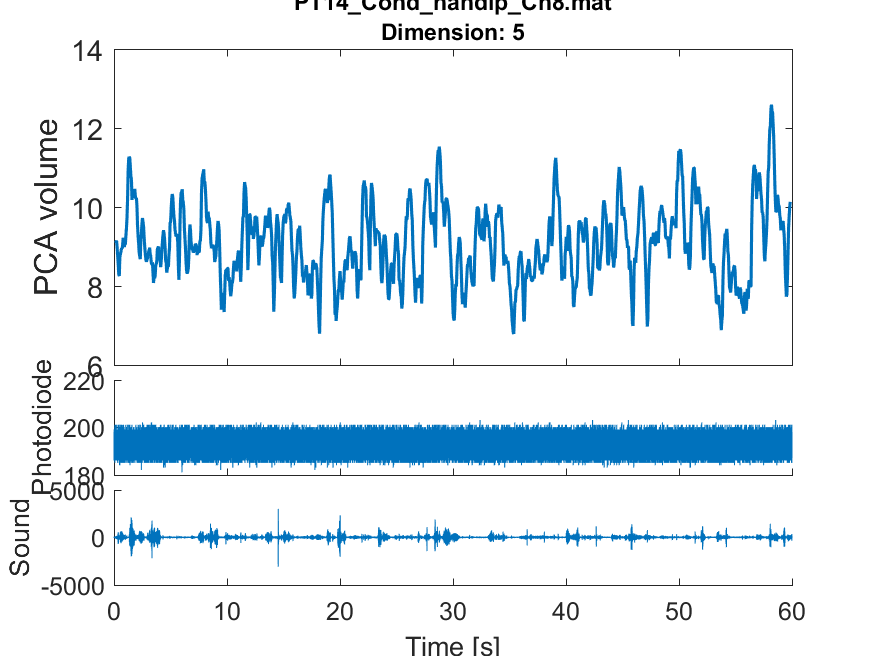 PT14_Cond_handip_Ch8.mat
Dimension: 5
14
12
10
8
6
PCA volume
220
200
180
Photodiode
5000
0
-5000
Sound
0 10 20 30 40 50 60
Time [s]